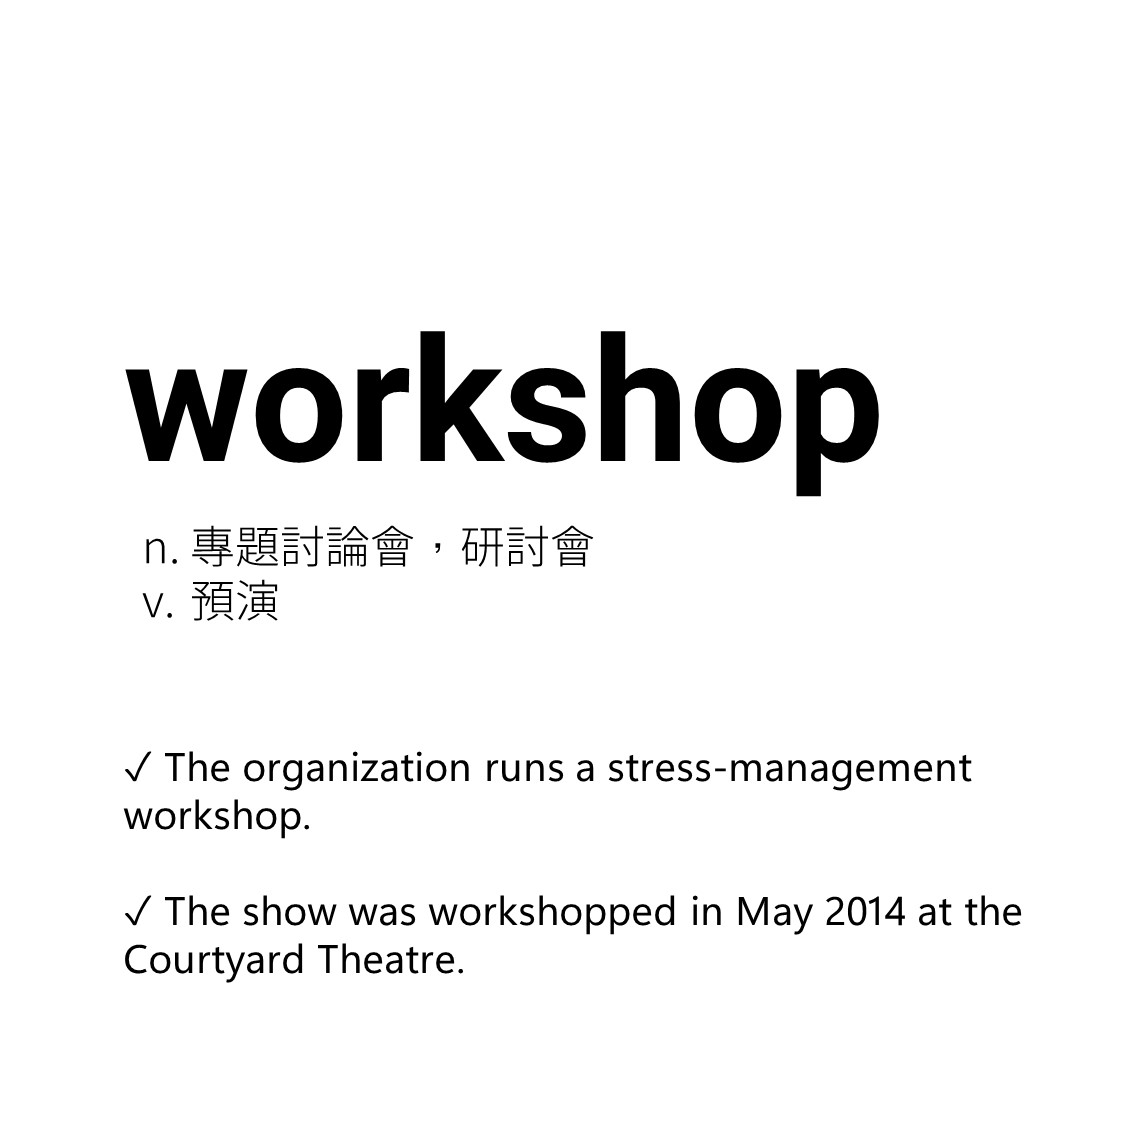 workshop
n. 專題討論會，研討會
v. 預演
✓ The organization runs a stress-management
workshop.
✓ The show was workshopped in May 2014 at the
Courtyard Theatre.